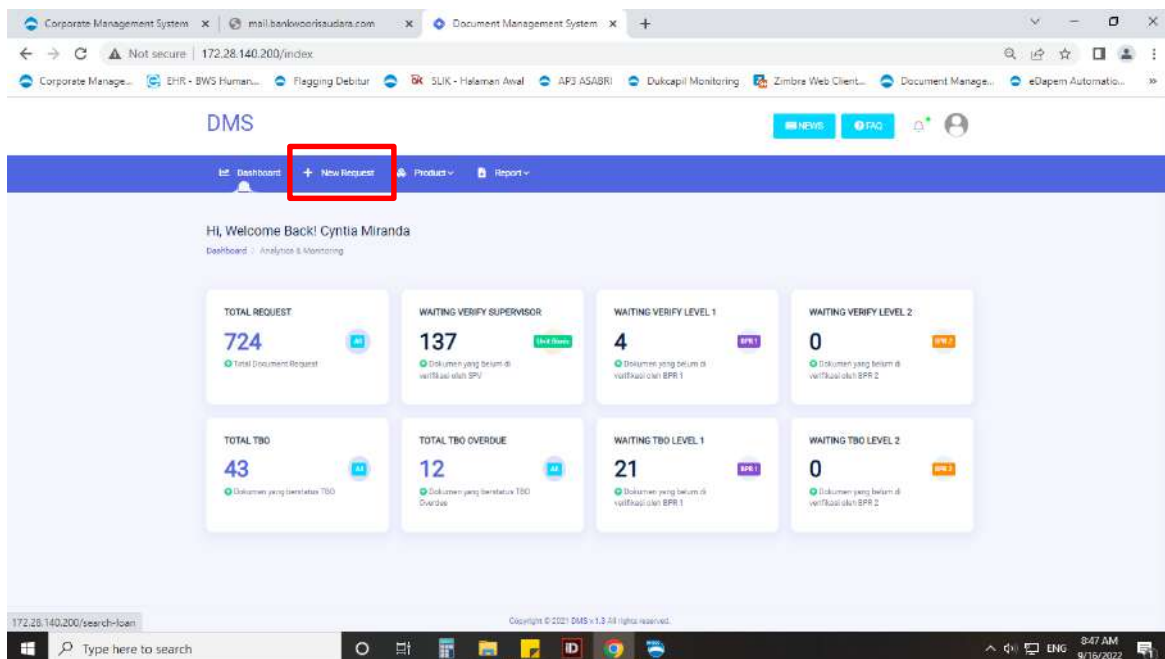 Corporate Management System
mail.bankwoorisaudara.com
Document Management System
Not secure
172.28.140.200/index
Corporate Manage...
EHR - BWS Human...
Flagging Debitur
SLIK - Halaman Awal
AP3 ASABRI
Dukcapil Monitoring
Zimbra Web Client...
Document Manage...
eDapem Automatio...
DMS
NEWS
FAQ
Dashboard
New Request
Product
Report
Hi, Welcome Back! Cyntia Miranda
Dashboard / Analytics & Monitoring
TOTAL REQUEST
724
All
Total Document Request
WAITING VERIFY SUPERVISOR
137
Unit Bisnis
Dokumen yang belum di
verifikasi oleh SPV
WAITING VERIFY LEVEL 1
4
BPR 1
Dokumen yang belum di
verifikasi oleh BPR 1
WAITING VERIFY LEVEL 2
0
BPR 2
Dokumen yang belum di
verifikasi oleh BPR 2
TOTAL TBO
43
All
Dokumen yang berstatus TBO
TOTAL TBO OVERDUE
12
All
Dokumen yang berstatus TBO
Overdue
WAITING TBO LEVEL 1
21
BPR 1
Dokumen yang belum di
verifikasi oleh BPR 1
WAITING TBO LEVEL 2
0
BPR 2
Dokumen yang belum di
verifikasi oleh BPR 2
172.28.140.200/search-loan
Copyright © 2021 DMS v.1.3 All rights reserved.
Type here to search
ENG
8:47 AM
9/16/2022